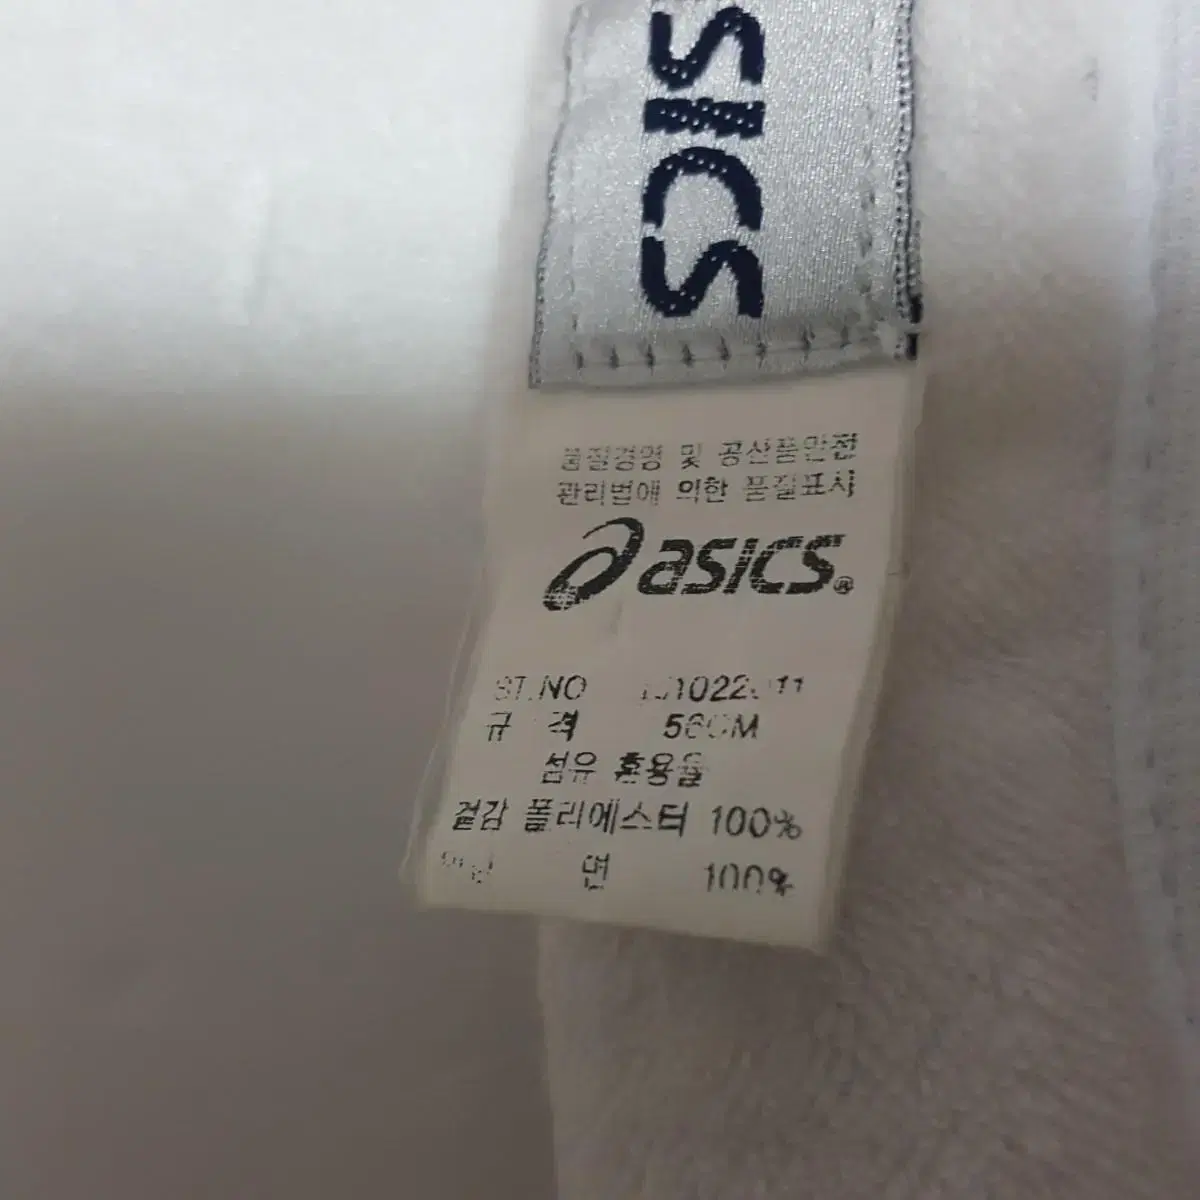 SICS
품질경영 및 공산품안전
관리법에 의한 품질표시
asics®
ST.NO
규 격
섬유 혼용율
겉감 폴리에스터 100%
면 100%